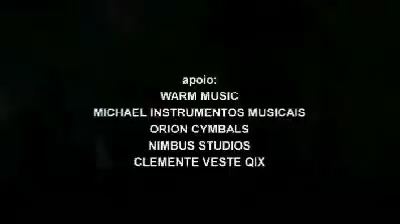 apoio:
WARM MUSIC
MICHAEL INSTRUMENTOS MUSICAIS
ORION CYMBALS
NIMBUS STUDIOS
CLEMENTE VESTE QIX